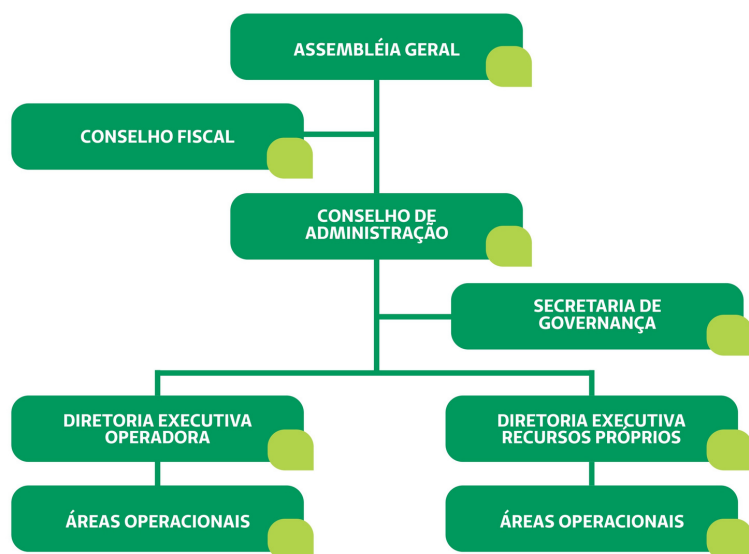 ASSEMBLÉIA GERAL
CONSELHO FISCAL
CONSELHO DE
ADMINISTRAÇÃO
SECRETARIA DE
GOVERNANÇA
DIRETORIA EXECUTIVA
OPERADORA
DIRETORIA EXECUTIVA
RECURSOS PRÓPRIOS
ÁREAS OPERACIONAIS
ÁREAS OPERACIONAIS